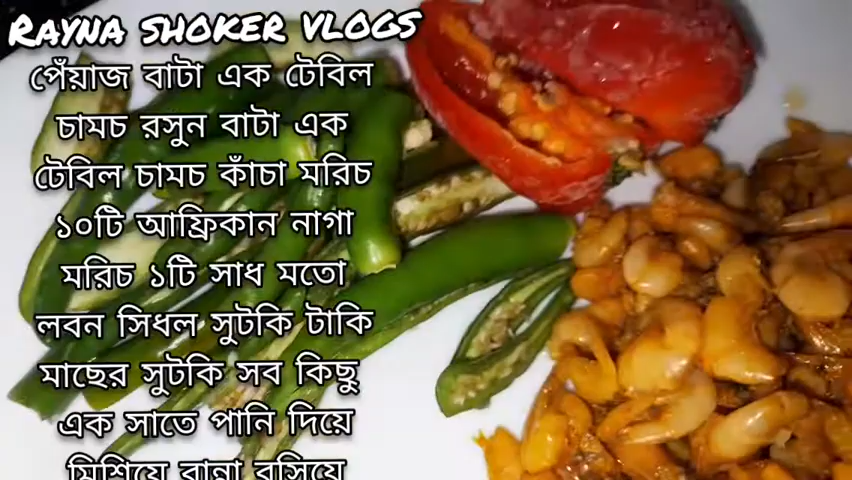 RAYNA SHOKER VLOGS
পেঁয়াজ বাটা এক টেবিল
চামচ রসুন বাটা এক
টেবিল চামচ কাঁচা মরিচ
১০টি আফ্রিকান নাগা
মরিচ ১টি সাধ মতো
লবন সিধল সুটকি টাকি
মাছের সুটকি সব কিছু
এক সাতে পানি দিয়ে
মিশিয়ে রান্না বসিয়ে